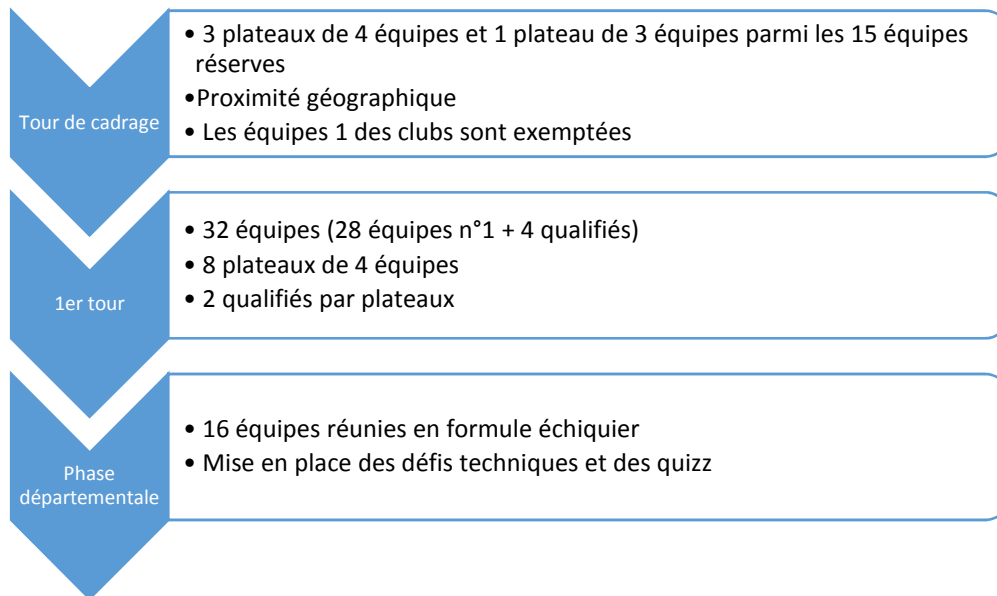 Tour de cadrage
• 3 plateaux de 4 équipes et 1 plateau de 3 équipes parmi les 15 équipes
réserves
•Proximité géographique
• Les équipes 1 des clubs sont exemptées
1er tour
• 32 équipes (28 équipes n°1 + 4 qualifiés)
• 8 plateaux de 4 équipes
• 2 qualifiés par plateaux
Phase
départementale
• 16 équipes réunies en formule échiquier
• Mise en place des défis techniques et des quizz